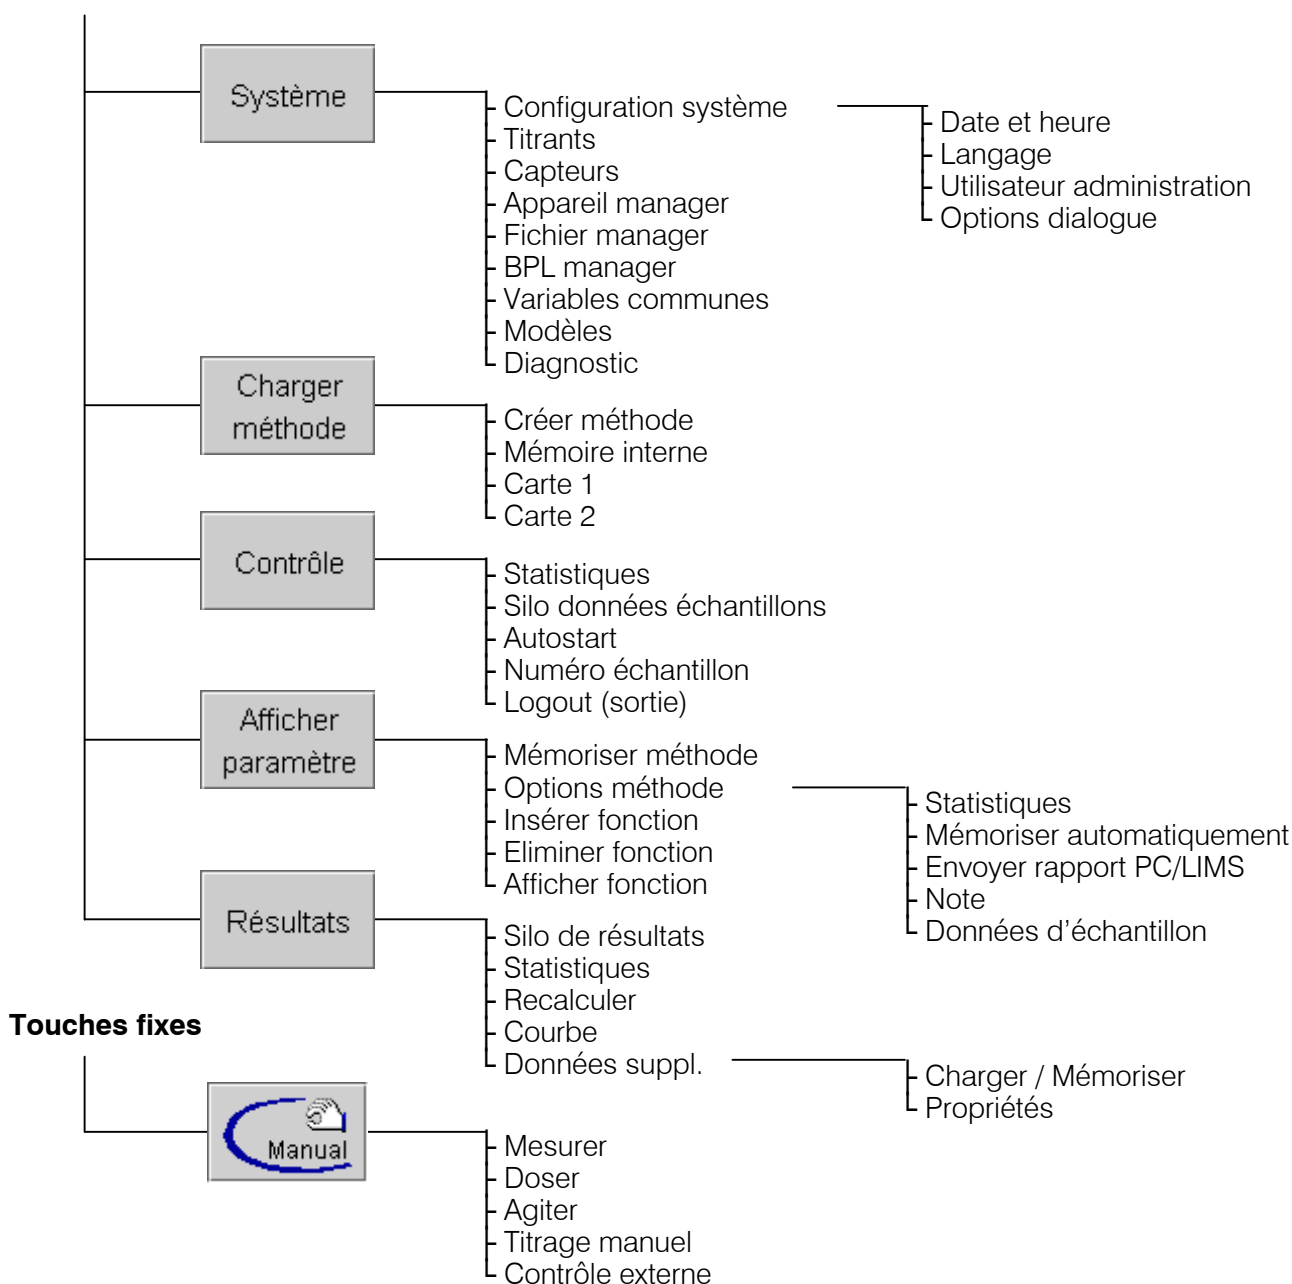 Système
- Configuration système
- Titrants
- Capteurs
- Appareil manager
- Fichier manager
- BPL manager
- Variables communes
- Modèles
- Diagnostic
- Date et heure
- Langage
- Utilisateur administration
- Options dialogue
Charger
méthode
- Créer méthode
- Mémoire interne
- Carte 1
- Carte 2
Contrôle
- Statistiques
- Silo données échantillons
- Autostart
- Numéro échantillon
- Logout (sortie)
Afficher
paramètre
- Mémoriser méthode
- Options méthode
- Insérer fonction
- Eliminer fonction
- Afficher fonction
- Statistiques
- Mémoriser automatiquement
- Envoyer rapport PC/LIMS
- Note
- Données d'échantillon
Résultats
- Silo de résultats
- Statistiques
- Recalculer
- Courbe
- Données suppl.
- Charger / Mémoriser
- Propriétés
Touches fixes
Manual
- Mesurer
- Doser
- Agiter
- Titrage manuel
- Contrôle externe